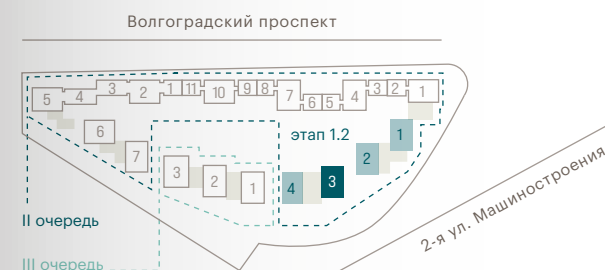 Волгоградский проспект
5 4 3 2 1 11 10 9 8 7 6 5 4 3 2 1
6
7
этап 1.2
1
2
3
4
3 2 1
2-я ул. Машиностроения
II очередь
III очередь